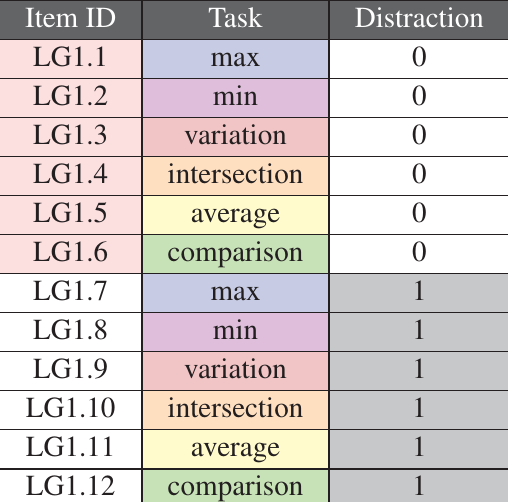 Item ID Task Distraction
LG1.1 max 0
LG1.2 min 0
LG1.3 variation 0
LG1.4 intersection 0
LG1.5 average 0
LG1.6 comparison 0
LG1.7 max 1
LG1.8 min 1
LG1.9 variation 1
LG1.10 intersection 1
LG1.11 average 1
LG1.12 comparison 1